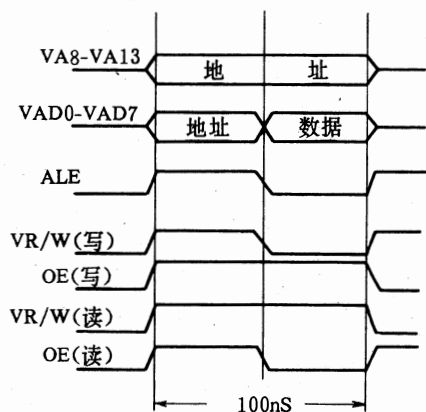 VA8-VA13
地 址
VAD0-VAD7
地址 数据
ALE
VR/W(写)
OE(写)
VR/W(读)
OE(读)
100nS